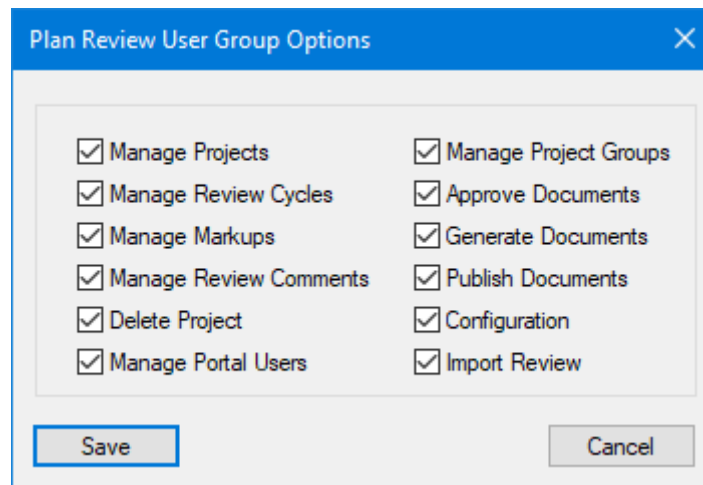 Plan Review User Group Options
Manage Projects
Manage Project Groups
Manage Review Cycles
Approve Documents
Manage Markups
Generate Documents
Manage Review Comments
Publish Documents
Delete Project
Configuration
Manage Portal Users
Import Review
Save
Cancel